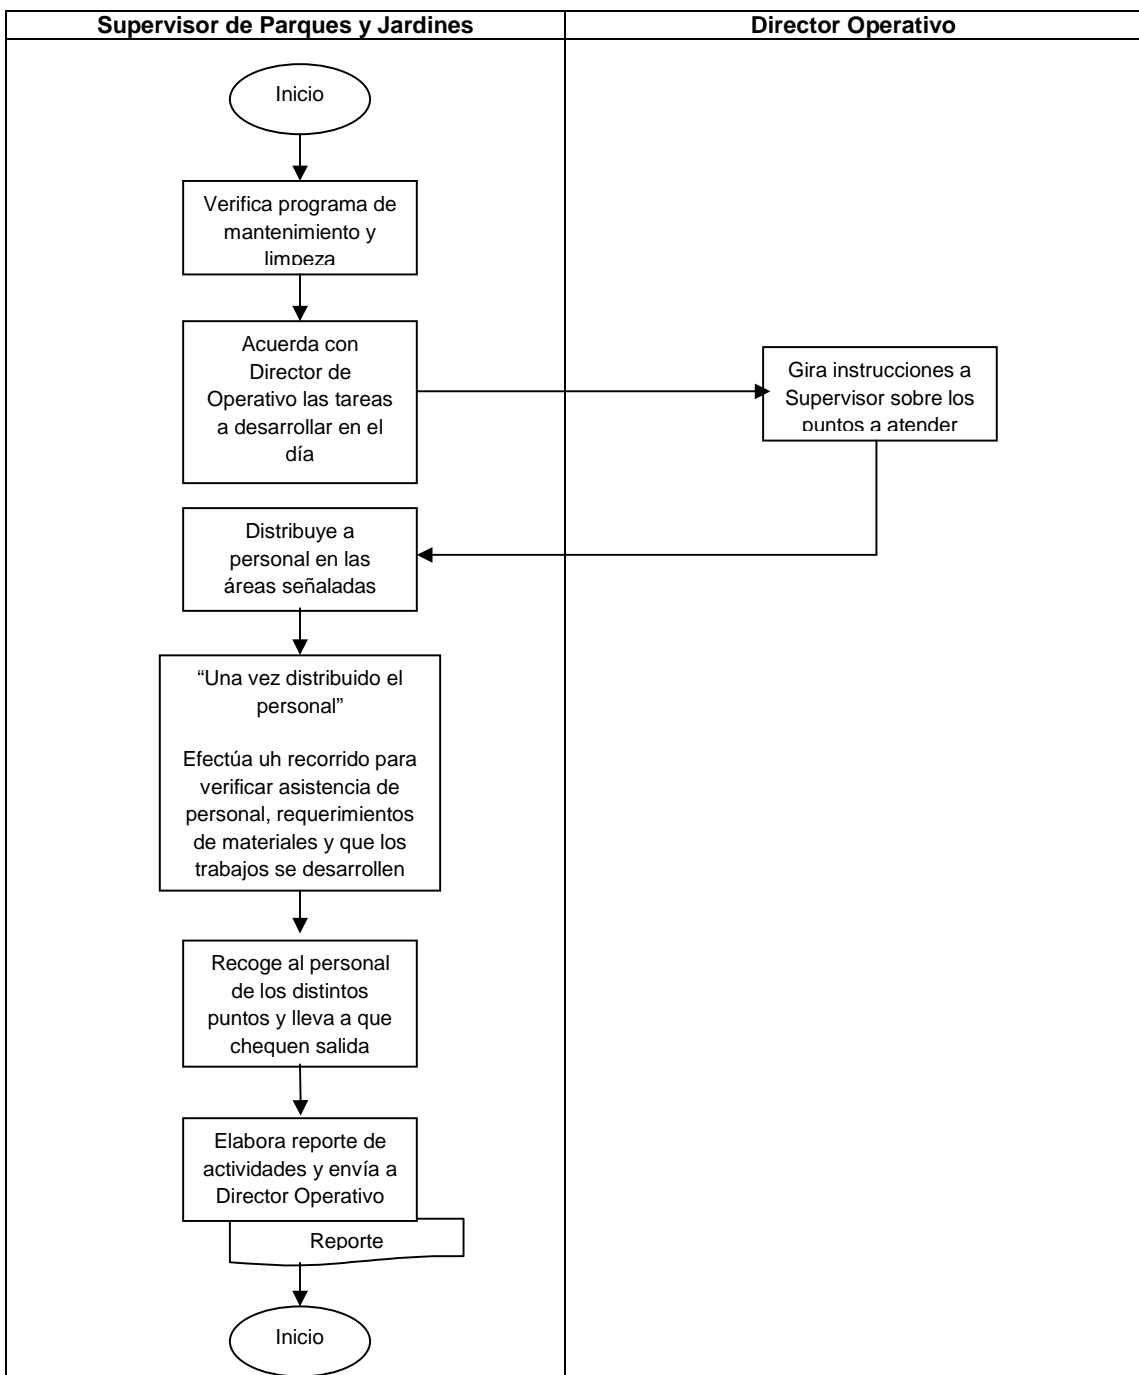 Supervisor de Parques y Jardines
Director Operativo
Inicio
Verifica programa de
mantenimiento y
limpeza
Acuerda con
Director de
Operativo las tareas
a desarrollar en el
día
Gira instrucciones a
Supervisor sobre los
puntos a atender
Distribuye a
personal en las
áreas señaladas
“Una vez distribuido el
personal”
Efectúa uh recorrido para
verificar asistencia de
personal, requerimientos
de materiales y que los
trabajos se desarrollen
Recoge al personal
de los distintos
puntos y lleva a que
chequen salida
Elabora reporte de
actividades y envía a
Director Operativo
Reporte
Inicio